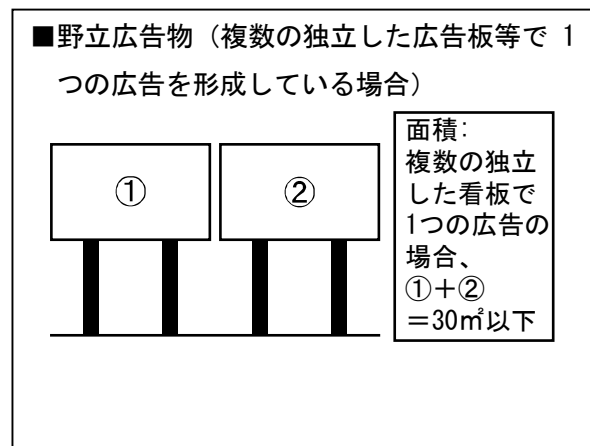 ■野立広告物（複数の独立した広告板等で 1
つの広告を形成している場合）
① ②
面積：
複数の独立
した看板で
1つの広告の
場合、
①＋②
＝30㎡以下